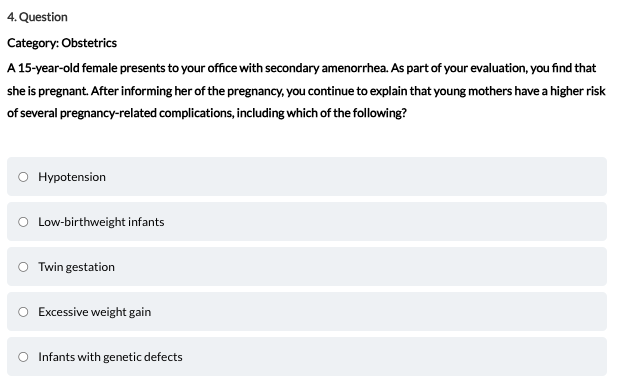 4. Question
Category: Obstetrics
A 15-year-old female presents to your office with secondary amenorrhea. As part of your evaluation, you find that
she is pregnant. After informing her of the pregnancy, you continue to explain that young mothers have a higher risk
of several pregnancy-related complications, including which of the following?
Hypotension
Low-birthweight infants
Twin gestation
Excessive weight gain
Infants with genetic defects